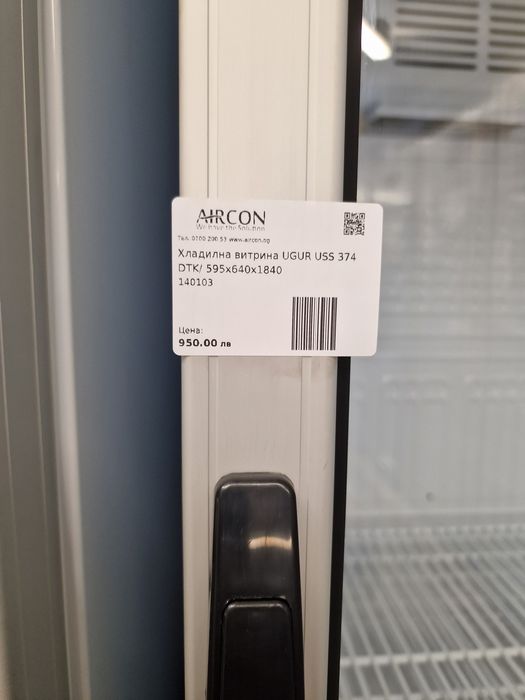 AIRCON
We have the Solution
Тел. 0700 200 53 www.aircon.bg
Хладилна витрина UGUR USS 374
DTK/ 595x640x1840
140103
Цена:
950.00 лв